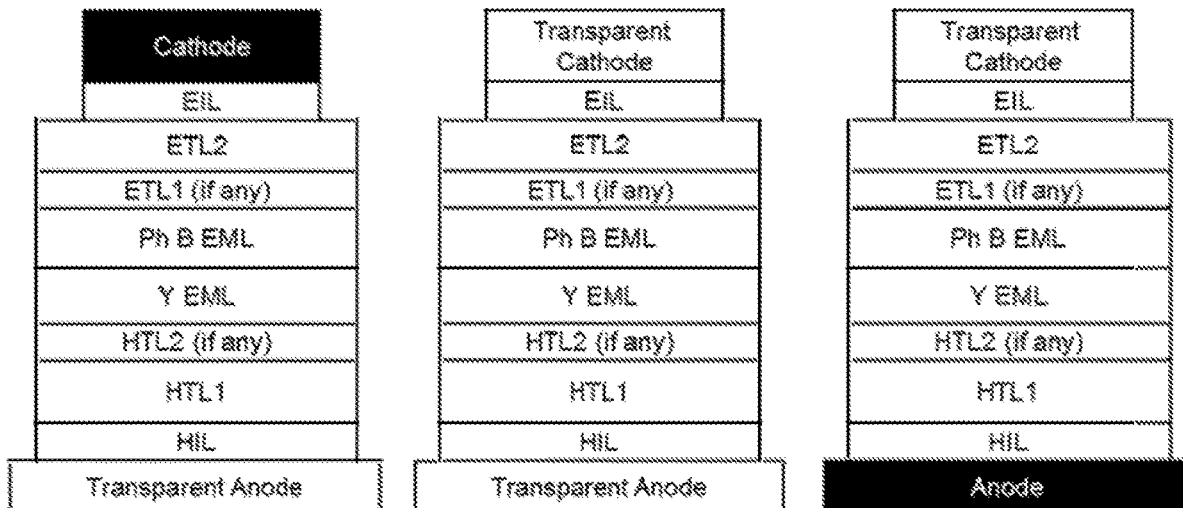 Cathode
EIL
ETL2
ETL1 (if any)
Ph B EML
Y EML
HTL2 (if any)
HTL1
HIL
Transparent Anode
Transparent
Cathode
EIL
ETL2
ETL1 (if any)
Ph B EML
Y EML
HTL2 (if any)
HTL1
HIL
Transparent Anode
Transparent
Cathode
EIL
ETL2
ETL1 (if any)
Ph B EML
Y EML
HTL2 (if any)
HTL1
HIL
Anode